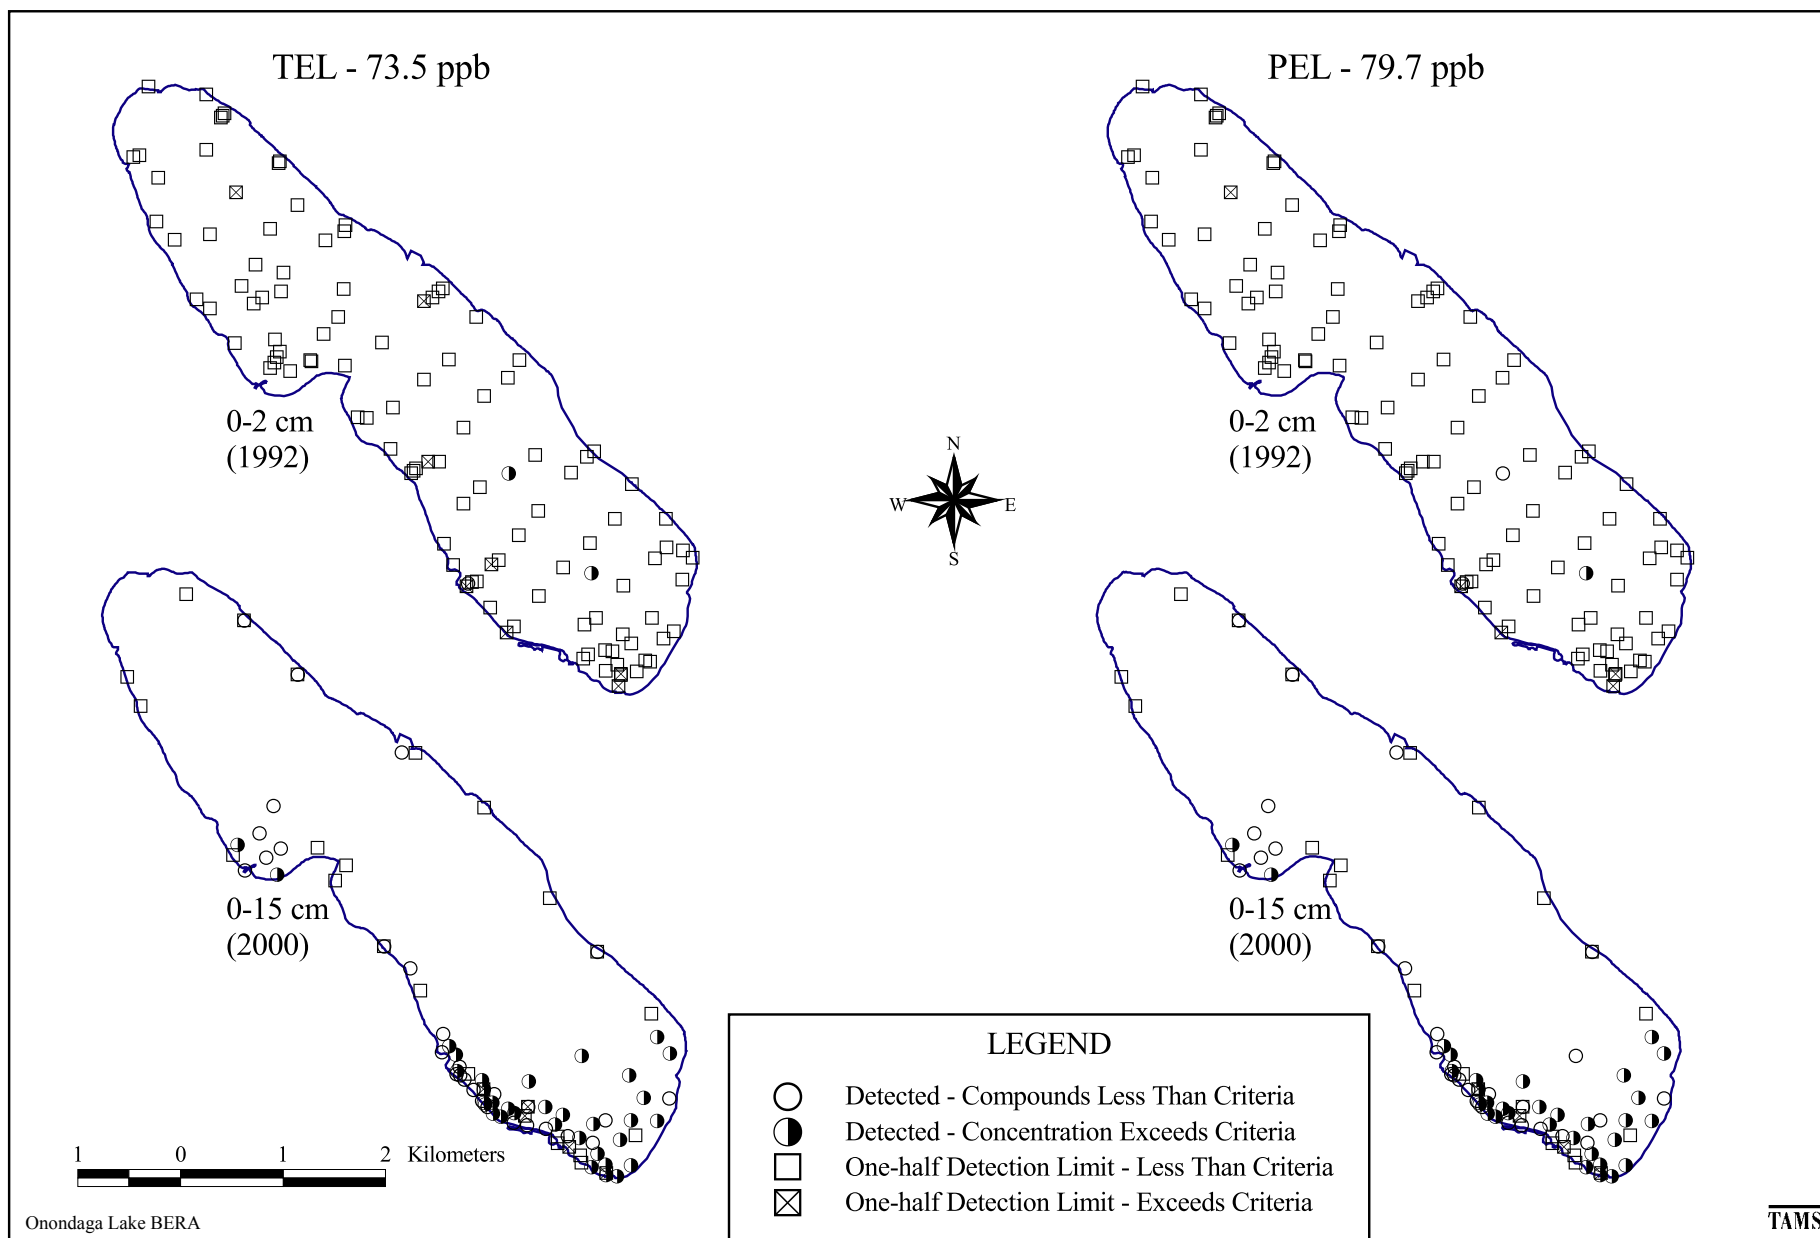 TEL - 73.5 ppb
PEL - 79.7 ppb
0-2 cm
(1992)
0-2 cm
(1992)
N
W
E
S
0-15 cm
(2000)
0-15 cm
(2000)
LEGEND
Detected - Compounds Less Than Criteria
Detected - Concentration Exceeds Criteria
One-half Detection Limit - Less Than Criteria
One-half Detection Limit - Exceeds Criteria
1 0 1 2 Kilometers
Onondaga Lake BERA
TAMS